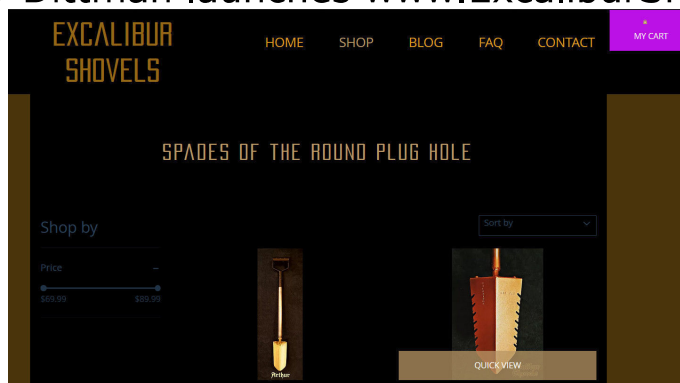 EXCALIBUR
SHOVELS
HOME SHOP BLOG FAQ CONTACT
MY CART
SPADES OF THE ROUND PLUG HOLE
Shop by
Sort by
Price −
$69.99 $89.99
Arthur
QUICK VIEW